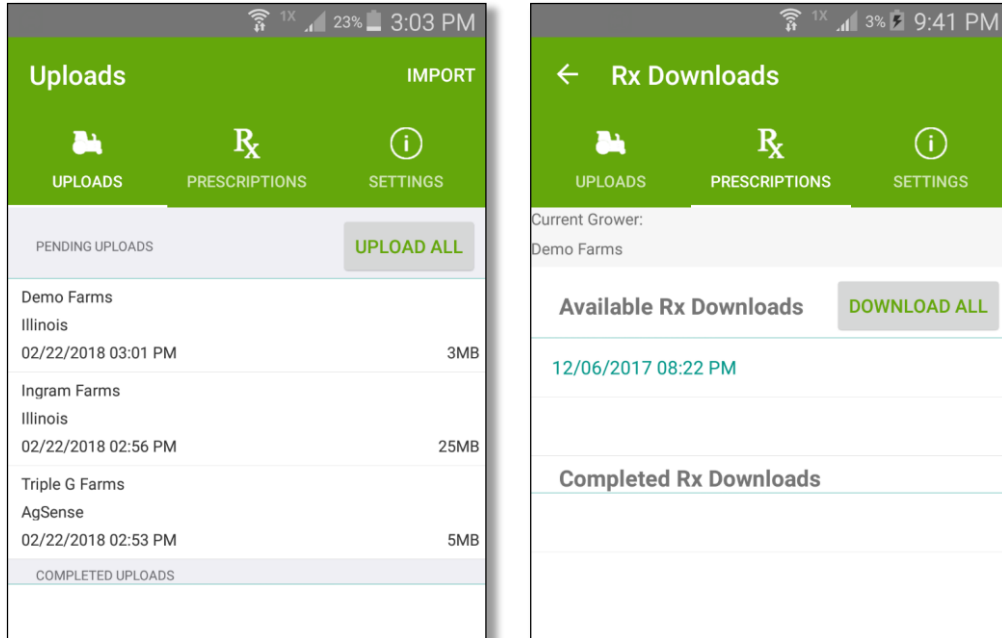 1X 23% 3:03 PM
Uploads IMPORT
Rx
UPLOADS PRESCRIPTIONS SETTINGS
PENDING UPLOADS UPLOAD ALL
Demo Farms
Illinois
02/22/2018 03:01 PM 3MB
Ingram Farms
Illinois
02/22/2018 02:56 PM 25MB
Triple G Farms
AgSense
02/22/2018 02:53 PM 5MB
COMPLETED UPLOADS
1X 3% 9:41 PM
Rx Downloads
Rx
UPLOADS PRESCRIPTIONS SETTINGS
Current Grower:
Demo Farms
Available Rx Downloads DOWNLOAD ALL
12/06/2017 08:22 PM
Completed Rx Downloads